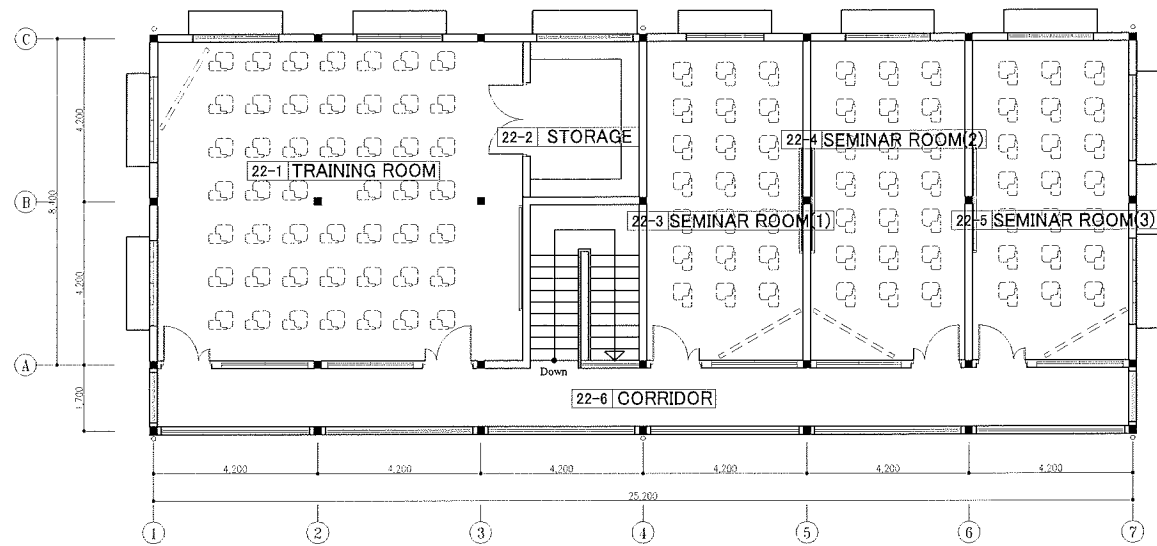 C
4,200
22-2 STORAGE
22-4 SEMINAR ROOM(2)
22-1 TRAINING ROOM
8,400
B
22-3 SEMINAR ROOM(1)
22-5 SEMINAR ROOM(3)
4,200
A
Down
1,700
22-6 CORRIDOR
4,200 4,200 4,200 4,200 4,200 4,200
25,200
1 2 3 4 5 6 7